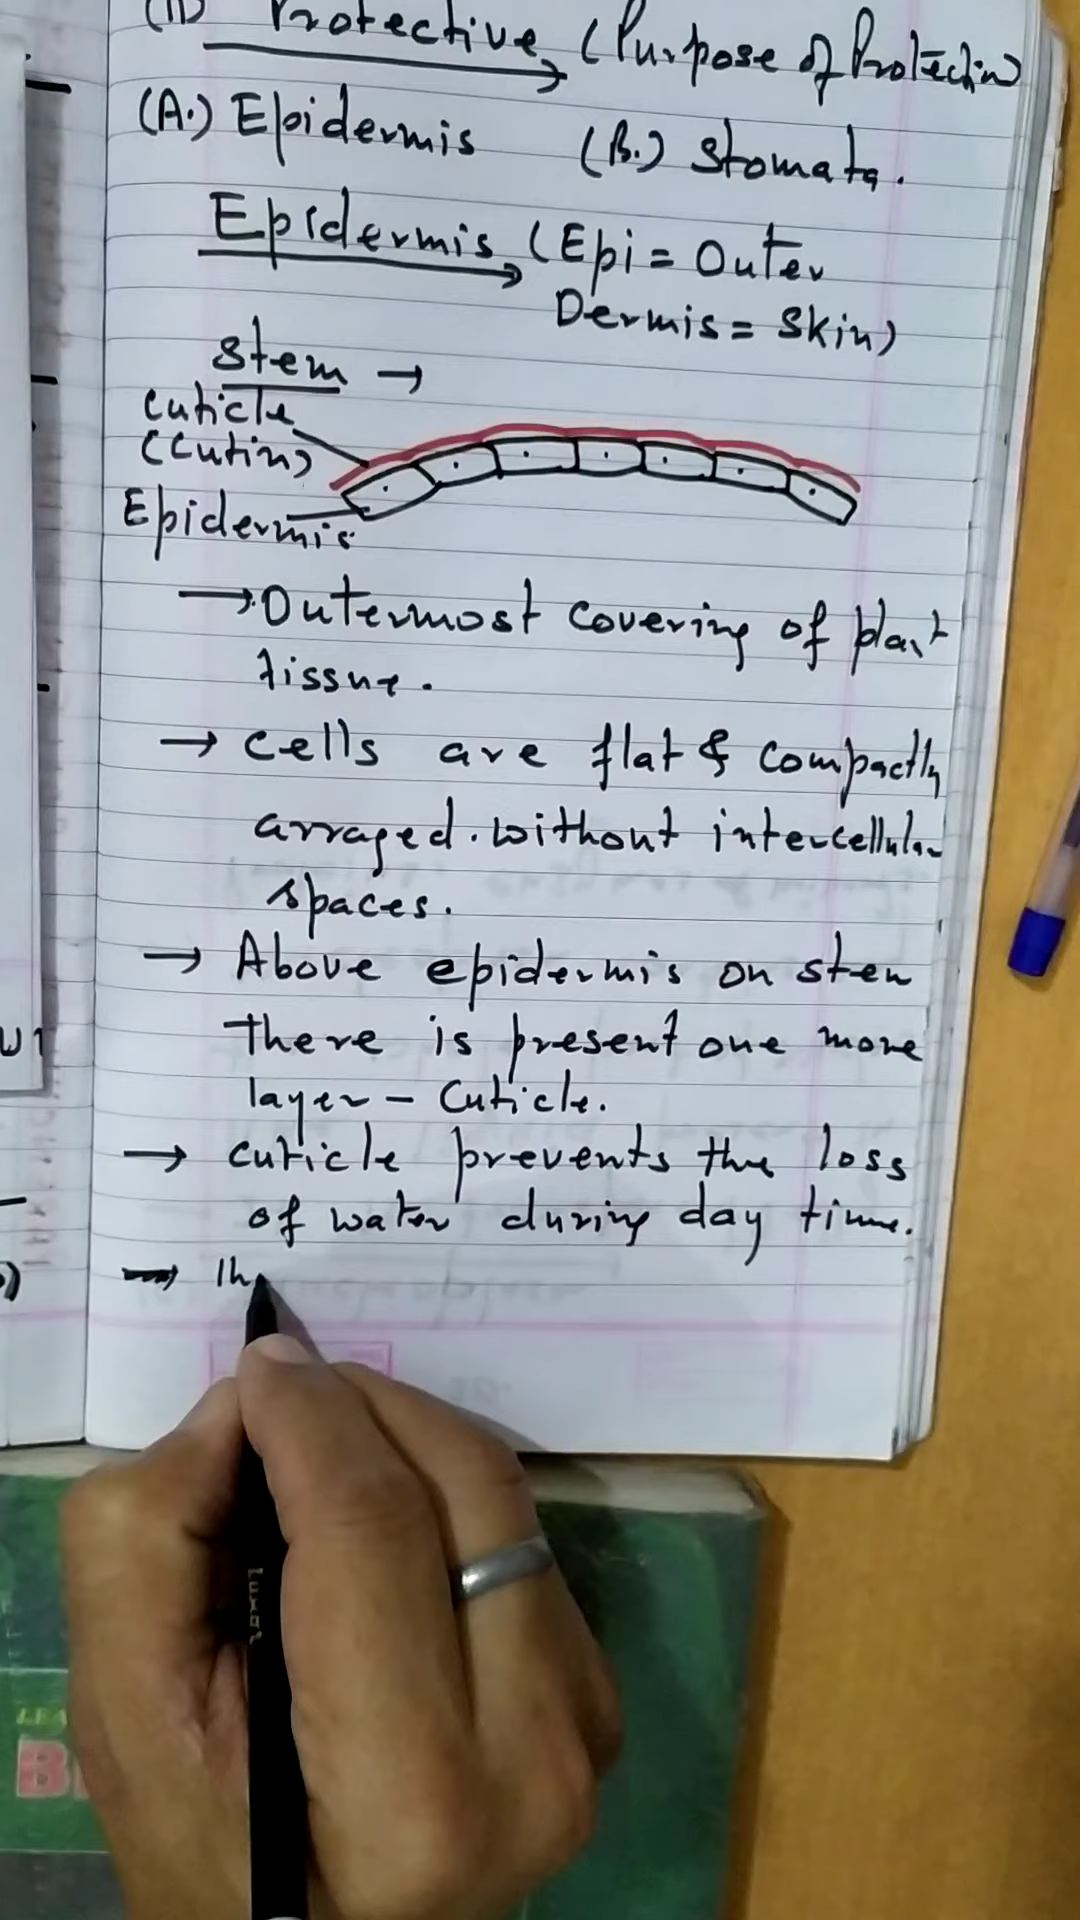 (II) Protective (Purpose of Protection
(A.) Epidermis (B.) Stomata.
Epidermis (Epi = Outer
Dermis = Skin)
Stem →
Cuticle
(Cutin)
Epidermis
→ Outermost covering of plant
tissue.
→ cells are flat & compactly
arraged. without intercellular
spaces.
→ Above epidermis on stem
there is present one more
layer - Cuticle.
→ cuticle prevents the loss
of water during day time.
→ Th
luxor
LEA
B